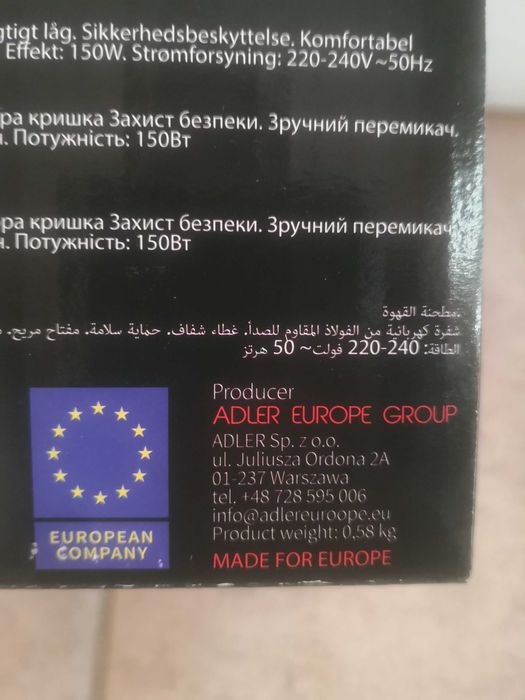 gtigt låg. Sikkerhedsbeskyttelse. Komfortabel
Effekt: 150W. Strømforsyning: 220-240V~50Hz
ра кришка Захист безпеки. Зручний перемикач,
. Потужність: 150Вт
ра кришка Захист безпеки. Зручний перемикач
. Потужність: 150Вт
مطحنة القهوة.
شفرة كهربائية من الفولاذ المقاوم للصدأ. غطاء شفاف. حماية سلامة. مفتاح مريح.
الطاقة: 240-220 فولت~ 50 هرتز
EUROPEAN
COMPANY
Producer
ADLER EUROPE GROUP
ADLER Sp. z o.o.
ul. Juliusza Ordona 2A
01-237 Warszawa
tel. +48 728 595 006
info@adlereuroope.eu
Product weight: 0,58 kg
MADE FOR EUROPE